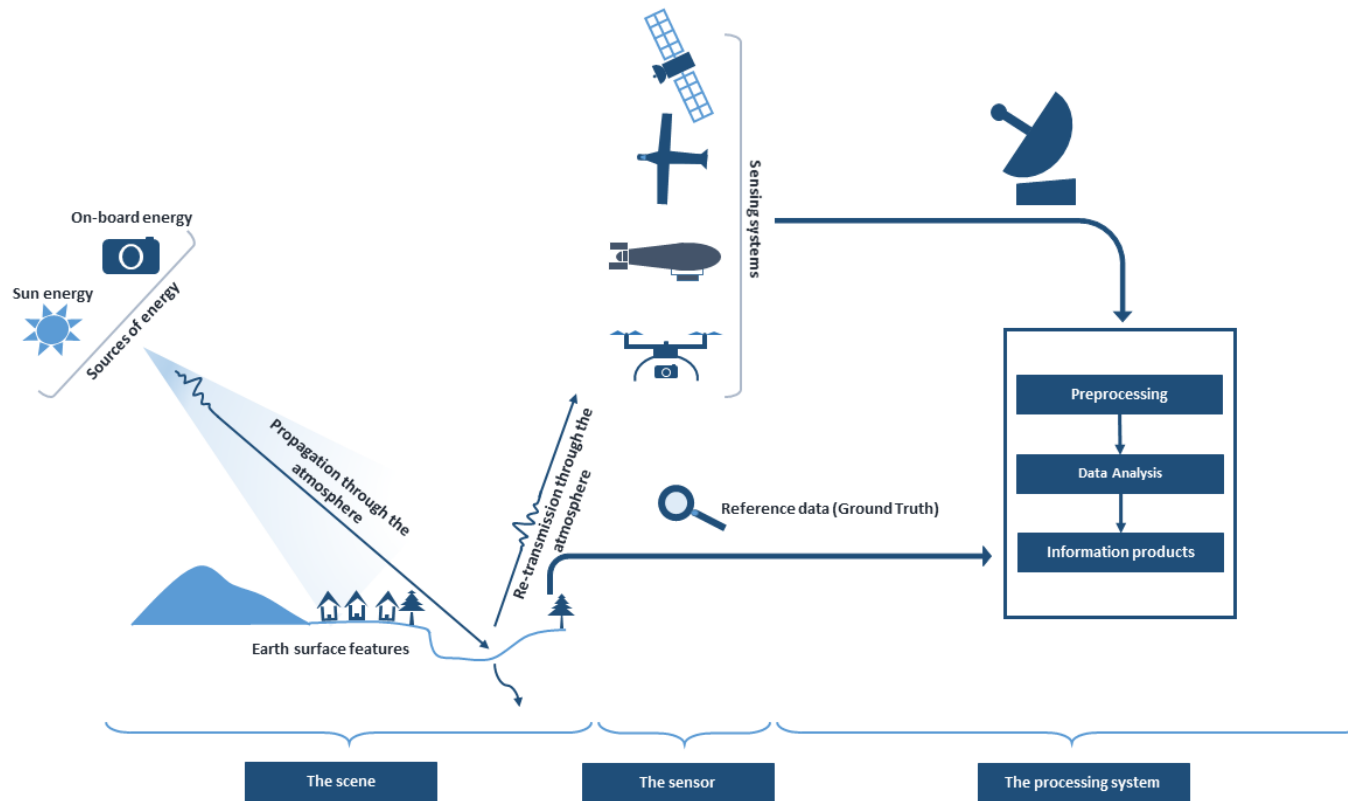 On-board energy
Sun energy
Sources of energy
Propagation through the
atmosphere
Re-transmission through the
atmosphere
Earth surface features
Sensing systems
Reference data (Ground Truth)
Preprocessing
Data Analysis
Information products
The scene
The sensor
The processing system